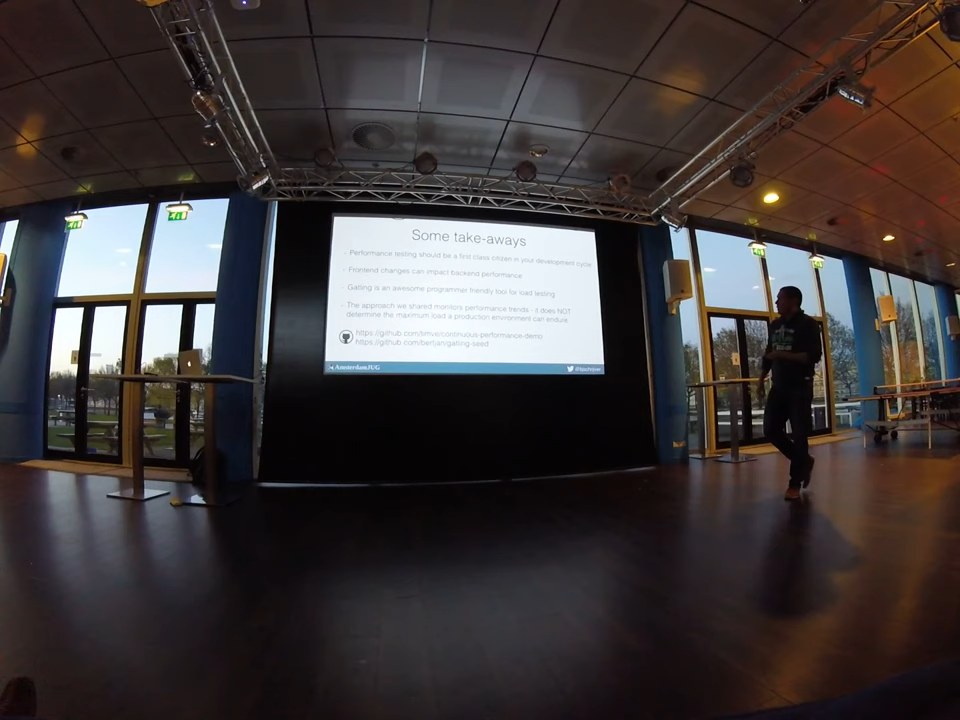 Some take-aways
- Performance testing should be a first class citizen in your development cycle
- Frontend changes can impact backend performance
- Gatling is an awesome programmer friendly tool for load testing
- The approach we shared monitors performance trends - it does NOT
determine the maximum load a production environment can endure
https://github.com/timve/continuous-performance-demo
https://github.com/bertjan/gatling-seed
AmsterdamJUG
@bjschrijver